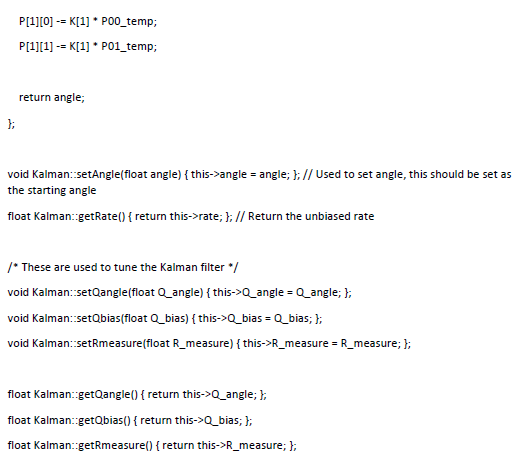 P[1][0] -= K[1] * P00_temp;
P[1][1] -= K[1] * P01_temp;
return angle;
};
void Kalman::setAngle(float angle) { this->angle = angle; }; // Used to set angle, this should be set as
the starting angle
float Kalman::getRate() { return this->rate; }; // Return the unbiased rate
/* These are used to tune the Kalman filter */
void Kalman::setQangle(float Q_angle) { this->Q_angle = Q_angle; };
void Kalman::setQbias(float Q_bias) { this->Q_bias = Q_bias; };
void Kalman::setRmeasure(float R_measure) { this->R_measure = R_measure; };
float Kalman::getQangle() { return this->Q_angle; };
float Kalman::getQbias() { return this->Q_bias; };
float Kalman::getRmeasure() { return this->R_measure; };